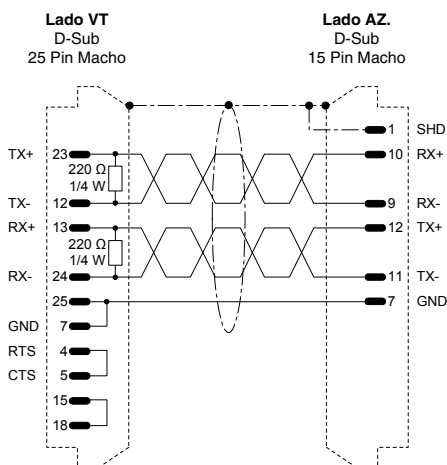 Lado VT
D-Sub
25 Pin Macho
Lado AZ.
D-Sub
15 Pin Macho
1 SHD
TX+ 23
10 RX+
220 Ω
1/4 W
TX- 12
9 RX-
RX+ 13
12 TX+
220 Ω
1/4 W
RX- 24
11 TX-
25
7 GND
GND 7
RTS 4
CTS 5
15
18